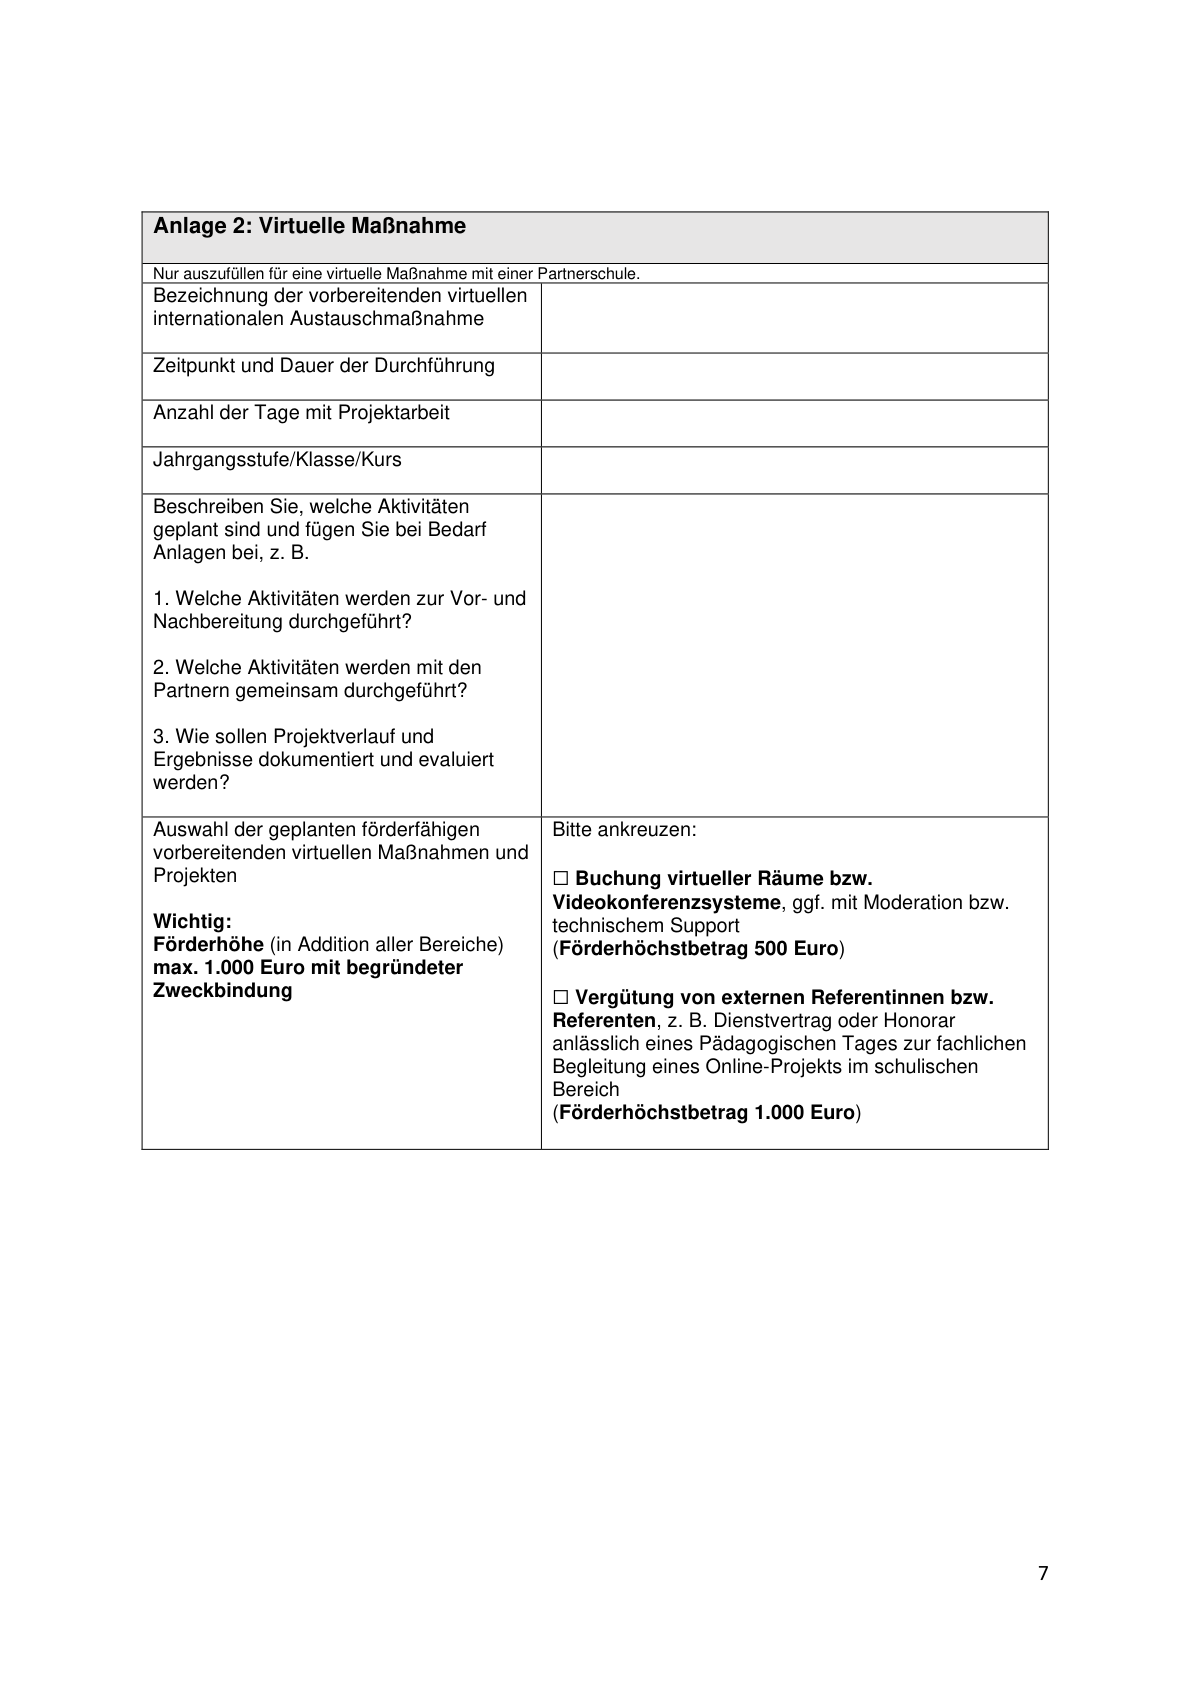 Anlage 2: Virtuelle Maßnahme
Nur auszufüllen für eine virtuelle Maßnahme mit einer Partnerschule.
Bezeichnung der vorbereitenden virtuellen
internationalen Austauschmaßnahme
Zeitpunkt und Dauer der Durchführung
Anzahl der Tage mit Projektarbeit
Jahrgangsstufe/Klasse/Kurs
Beschreiben Sie, welche Aktivitäten
geplant sind und fügen Sie bei Bedarf
Anlagen bei, z. B.
1. Welche Aktivitäten werden zur Vor- und
Nachbereitung durchgeführt?
2. Welche Aktivitäten werden mit den
Partnern gemeinsam durchgeführt?
3. Wie sollen Projektverlauf und
Ergebnisse dokumentiert und evaluiert
werden?
Auswahl der geplanten förderfähigen
vorbereitenden virtuellen Maßnahmen und
Projekten
Wichtig:
Förderhöhe (in Addition aller Bereiche)
max. 1.000 Euro mit begründeter
Zweckbindung
Bitte ankreuzen:
☐ Buchung virtueller Räume bzw.
Videokonferenzsysteme, ggf. mit Moderation bzw.
technischem Support
(Förderhöchstbetrag 500 Euro)
☐ Vergütung von externen Referentinnen bzw.
Referenten, z. B. Dienstvertrag oder Honorar
anlässlich eines Pädagogischen Tages zur fachlichen
Begleitung eines Online-Projekts im schulischen
Bereich
(Förderhöchstbetrag 1.000 Euro)
7